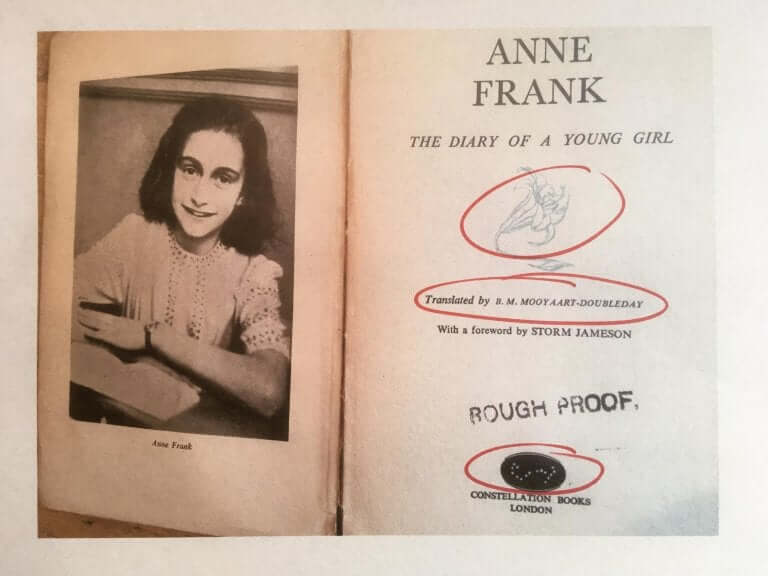 Anne Frank
ANNE
FRANK
THE DIARY OF A YOUNG GIRL
Translated by B. M. MOOYAART-DOUBLEDAY
With a foreword by STORM JAMESON
ROUGH PROOF,
CONSTELLATION BOOKS
LONDON